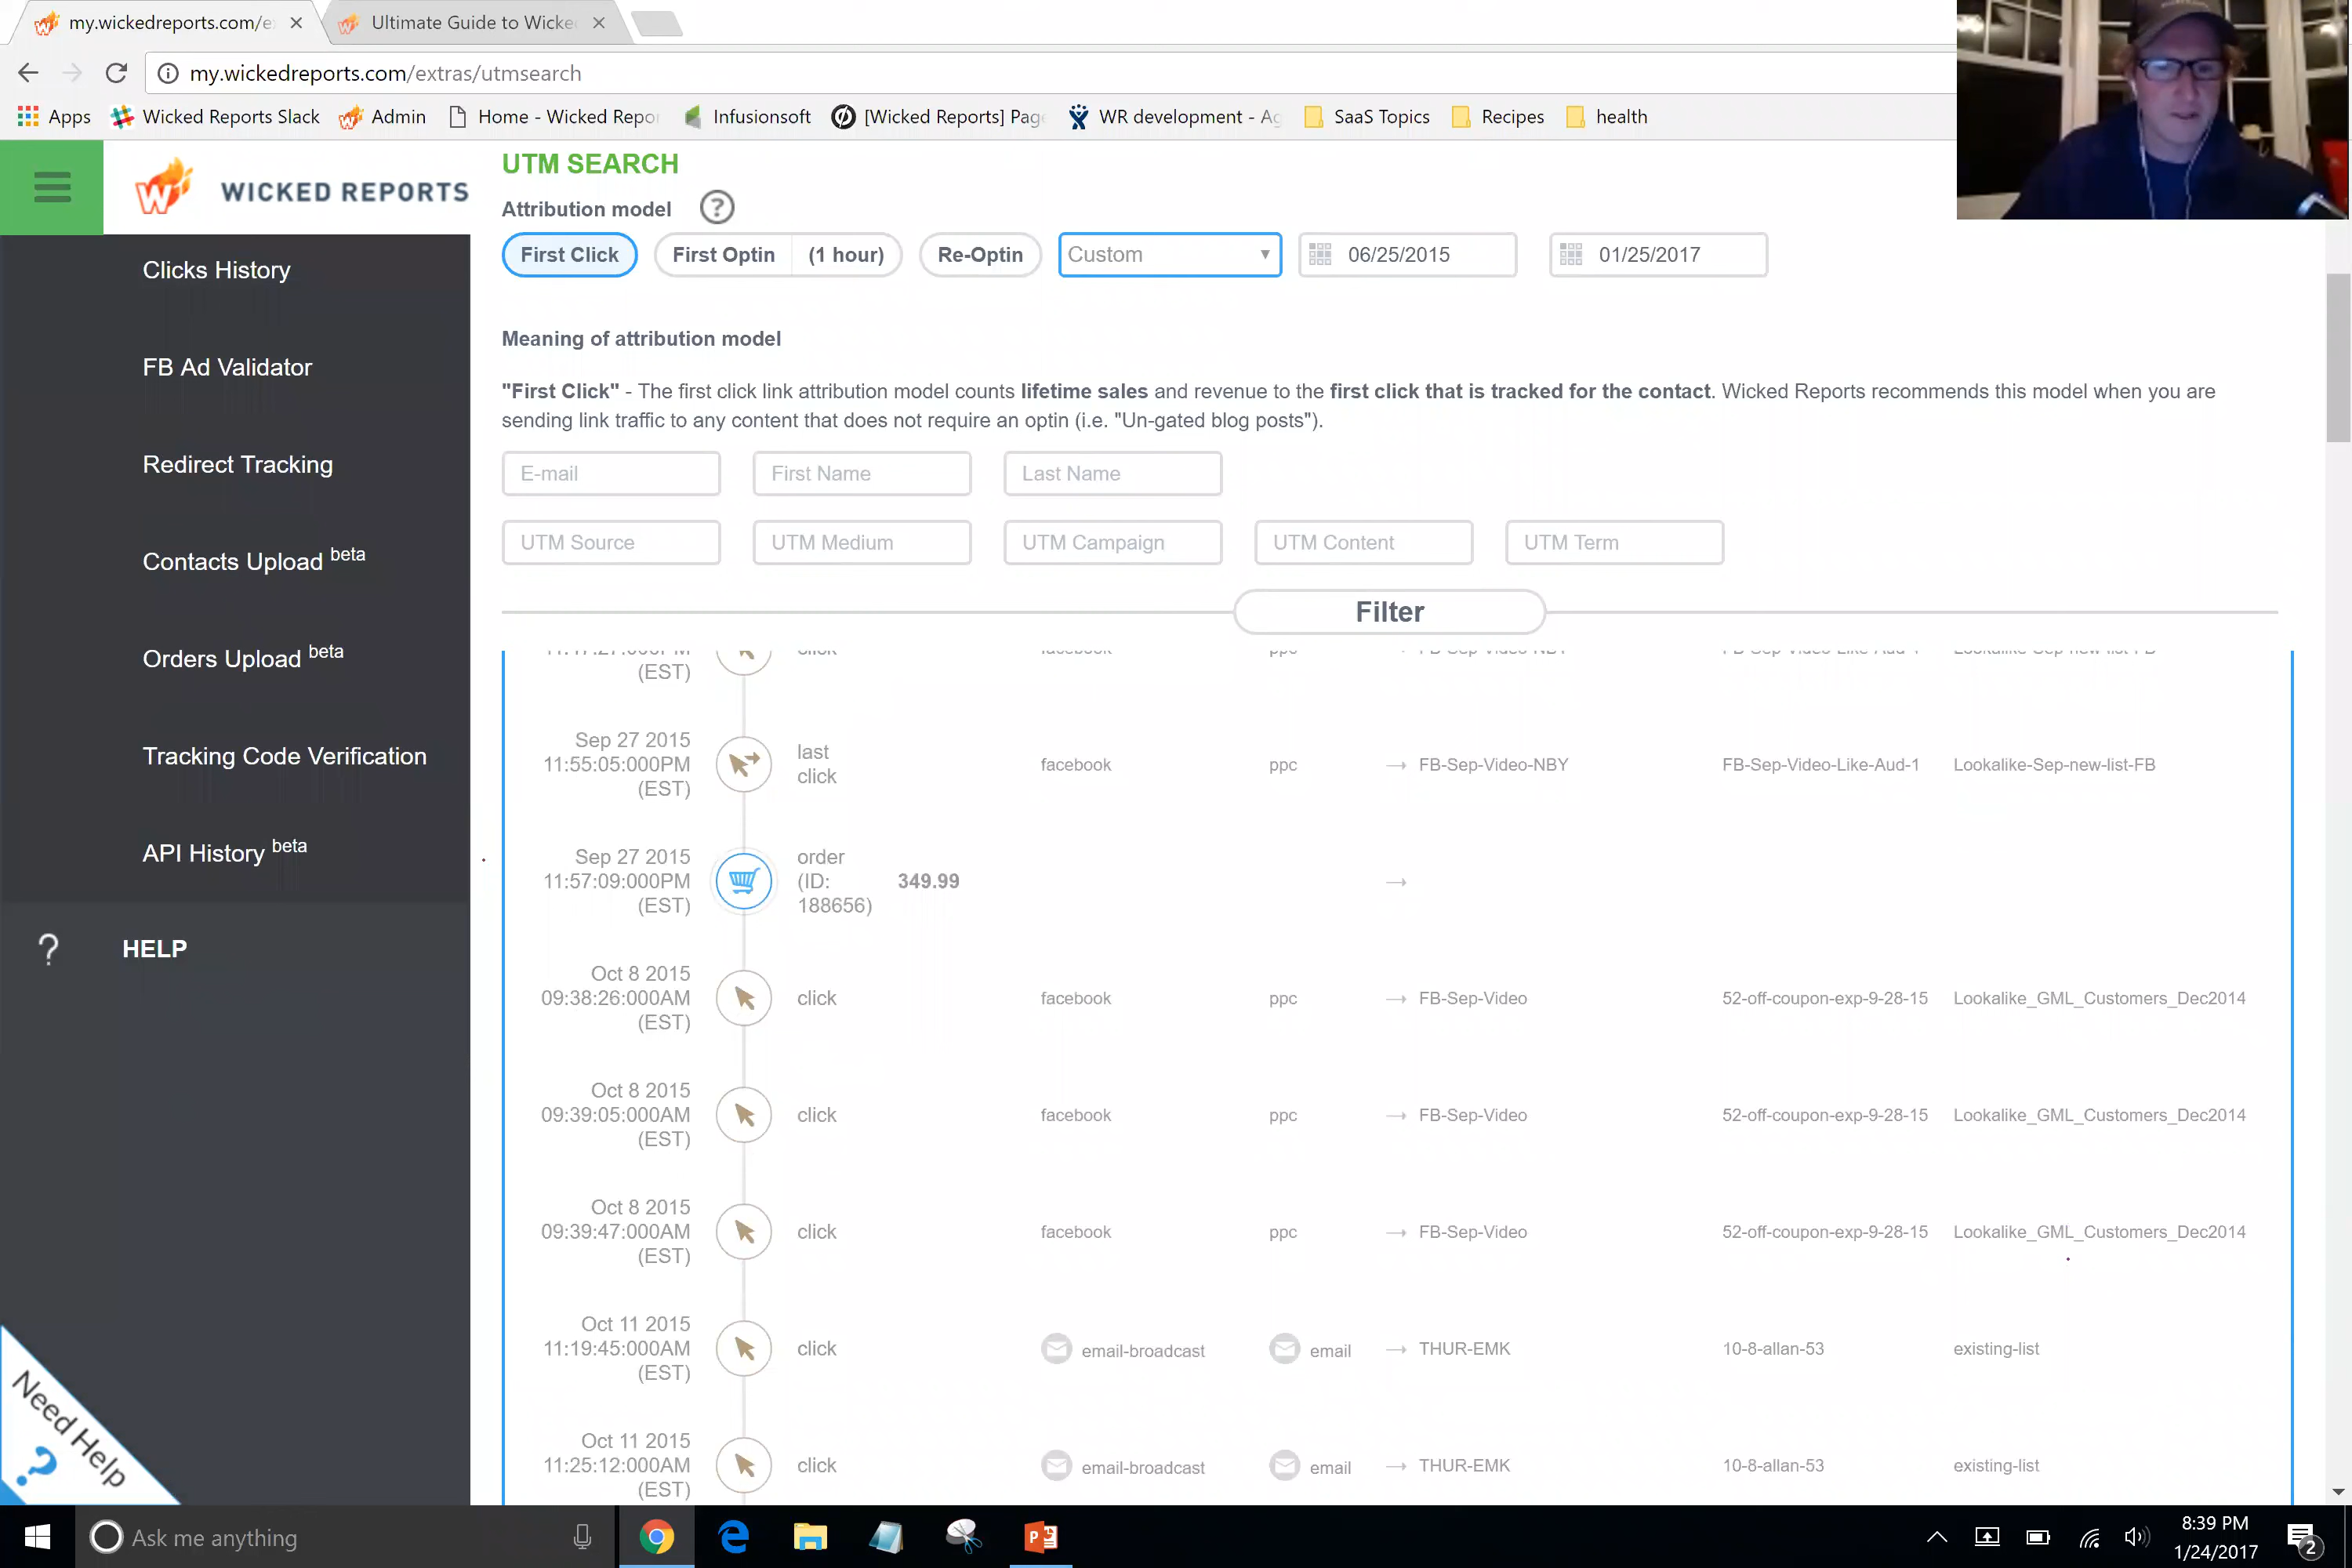 my.wickedreports.com/e
Ultimate Guide to Wicke
my.wickedreports.com/extras/utmsearch
Apps
Wicked Reports Slack
Admin
Home - Wicked Repo
Infusionsoft
[Wicked Reports] Page
WR development - Ag
SaaS Topics
Recipes
health
WICKED REPORTS
Clicks History
FB Ad Validator
Redirect Tracking
Contacts Upload beta
Orders Upload beta
Tracking Code Verification
API History beta
? HELP
Need Help
?
UTM SEARCH
Attribution model ?
First Click First Optin (1 hour) Re-Optin Custom 06/25/2015 01/25/2017
Meaning of attribution model
"First Click" - The first click link attribution model counts lifetime sales and revenue to the first click that is tracked for the contact. Wicked Reports recommends this model when you are
sending link traffic to any content that does not require an optin (i.e. "Un-gated blog posts").
E-mail First Name Last Name
UTM Source UTM Medium UTM Campaign UTM Content UTM Term
Filter
(EST)
Sep 27 2015
11:55:05:000PM
(EST)
last
click
facebook ppc → FB-Sep-Video-NBY FB-Sep-Video-Like-Aud-1 Lookalike-Sep-new-list-FB
Sep 27 2015
11:57:09:000PM
(EST)
order
(ID:
188656)
349.99 →
Oct 8 2015
09:38:26:000AM
(EST)
click facebook ppc → FB-Sep-Video 52-off-coupon-exp-9-28-15 Lookalike_GML_Customers_Dec2014
Oct 8 2015
09:39:05:000AM
(EST)
click facebook ppc → FB-Sep-Video 52-off-coupon-exp-9-28-15 Lookalike_GML_Customers_Dec2014
Oct 8 2015
09:39:47:000AM
(EST)
click facebook ppc → FB-Sep-Video 52-off-coupon-exp-9-28-15 Lookalike_GML_Customers_Dec2014
Oct 11 2015
11:19:45:000AM
(EST)
click email-broadcast email → THUR-EMK 10-8-allan-53 existing-list
Oct 11 2015
11:25:12:000AM
(EST)
click email-broadcast email → THUR-EMK 10-8-allan-53 existing-list
Ask me anything
8:39 PM
1/24/2017
2